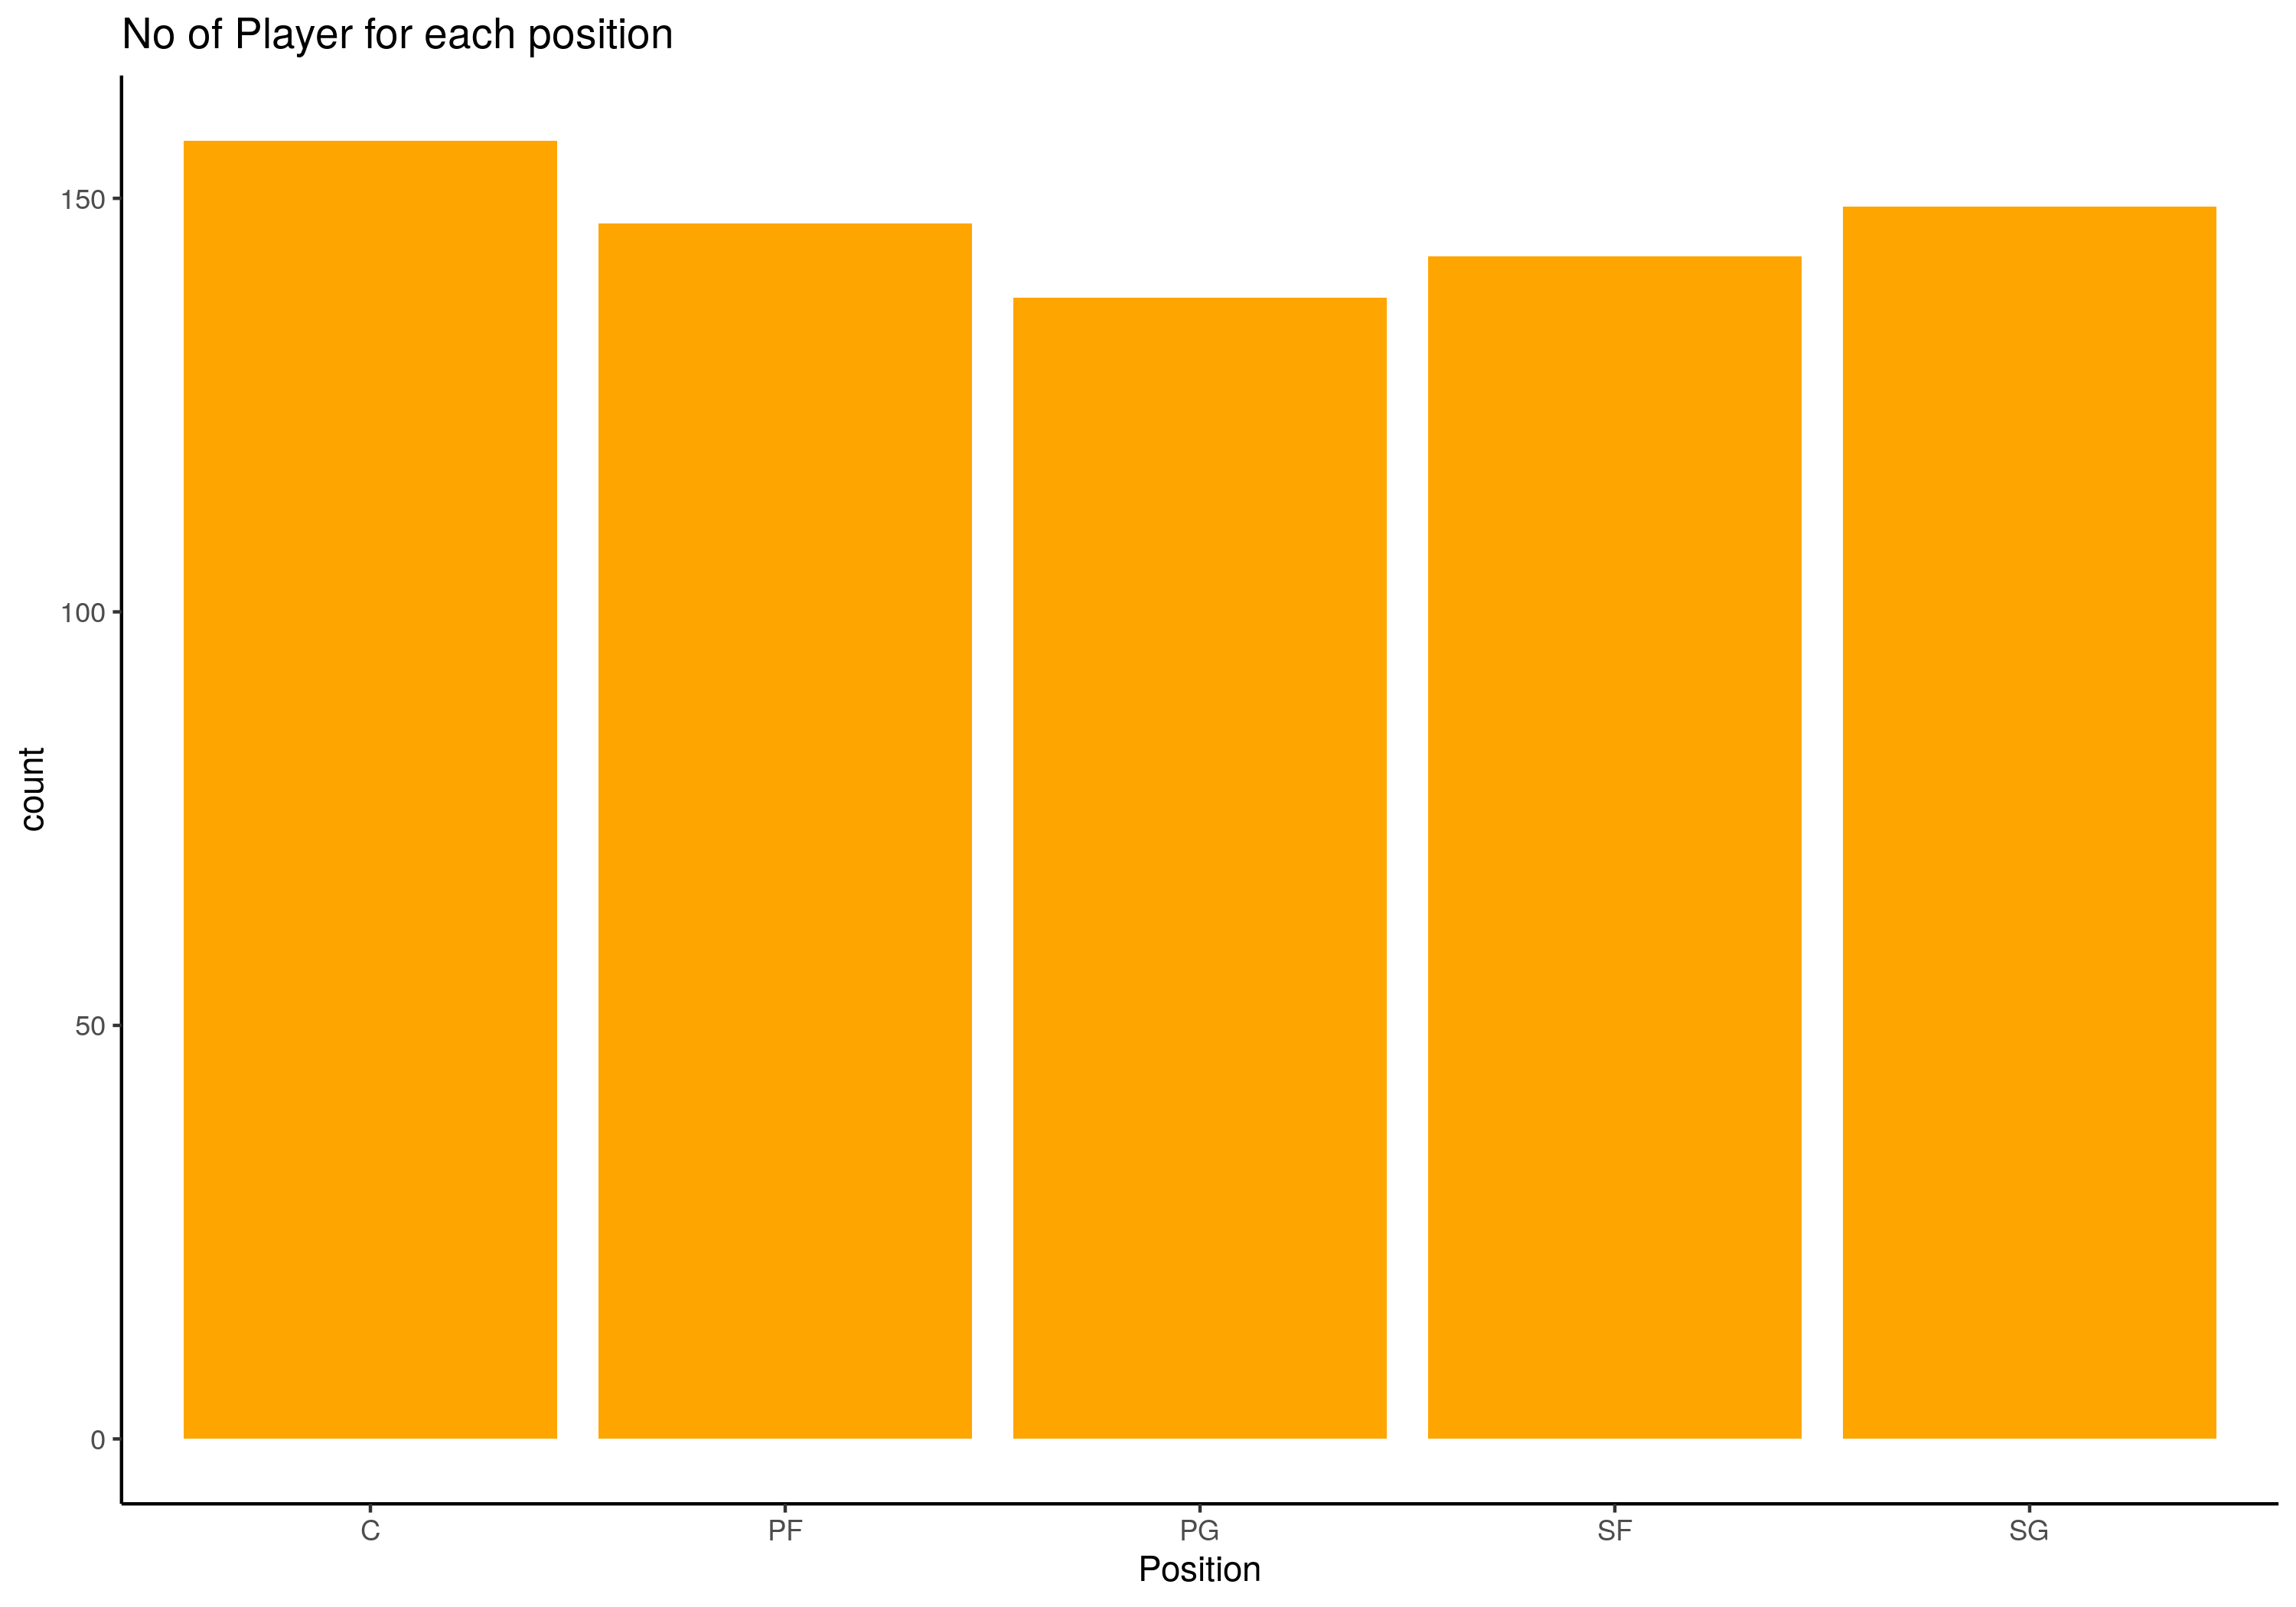 No of Player for each position
count
150
100
50
0
C PF PG SF SG
Position